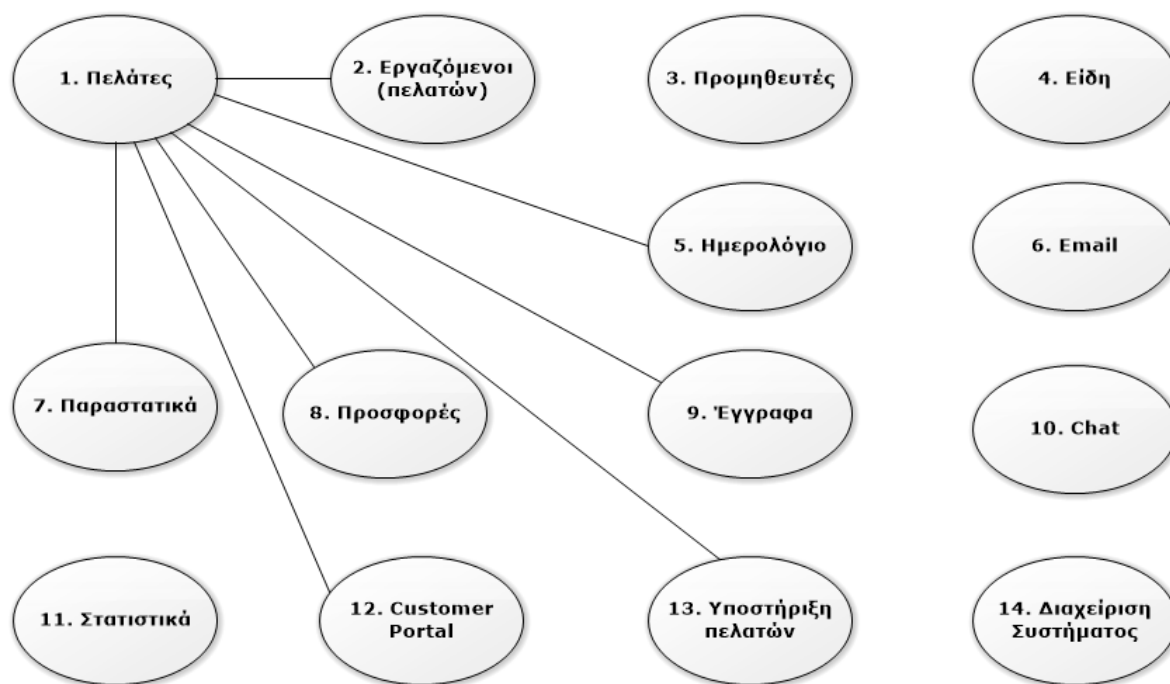 1. Πελάτες
2. Εργαζόμενοι
(πελατών)
3. Προμηθευτές
4. Είδη
5. Ημερολόγιο
6. Email
7. Παραστατικά
8. Προσφορές
9. Έγγραφα
10. Chat
11. Στατιστικά
12. Customer
Portal
13. Υποστήριξη
πελατών
14. Διαχείριση
Συστήματος